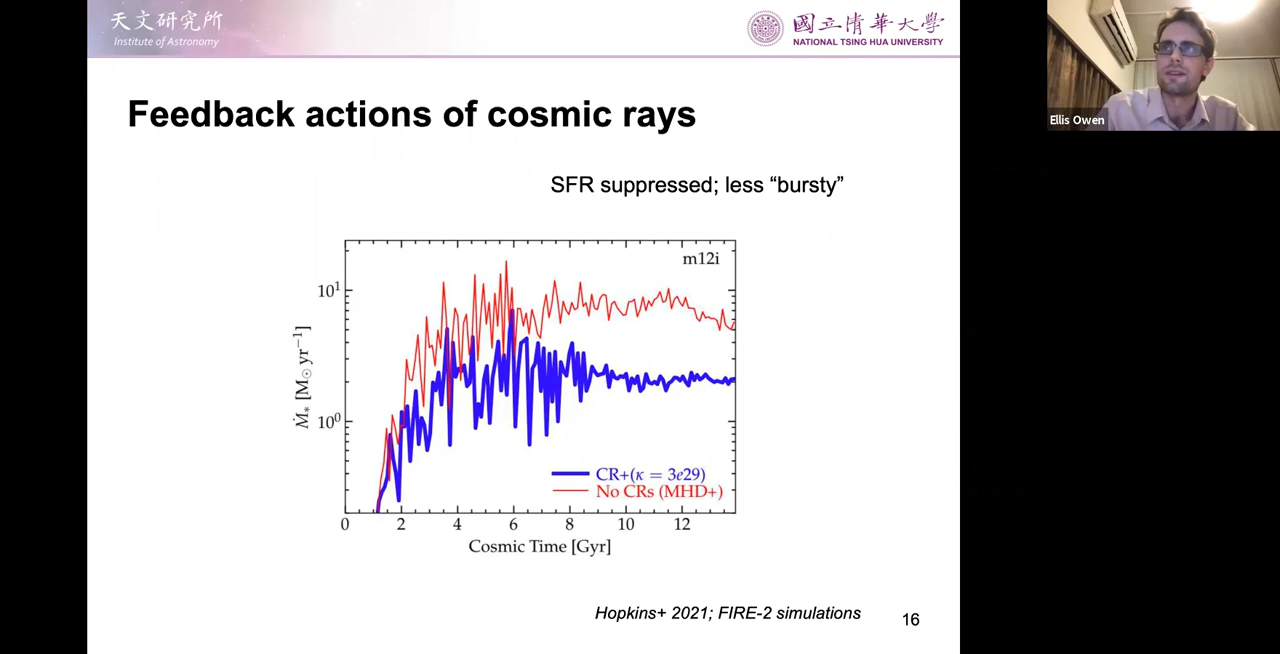 天文研究所
Institute of Astronomy
國立清華大學
NATIONAL TSING HUA UNIVERSITY
Ellis Owen
Feedback actions of cosmic rays
SFR suppressed; less “bursty”
m12i
10¹
10⁰
Ṁ* [M⊙ yr⁻¹]
CR+(κ = 3e29)
No CRs (MHD+)
0 2 4 6 8 10 12
Cosmic Time [Gyr]
Hopkins+ 2021; FIRE-2 simulations
16